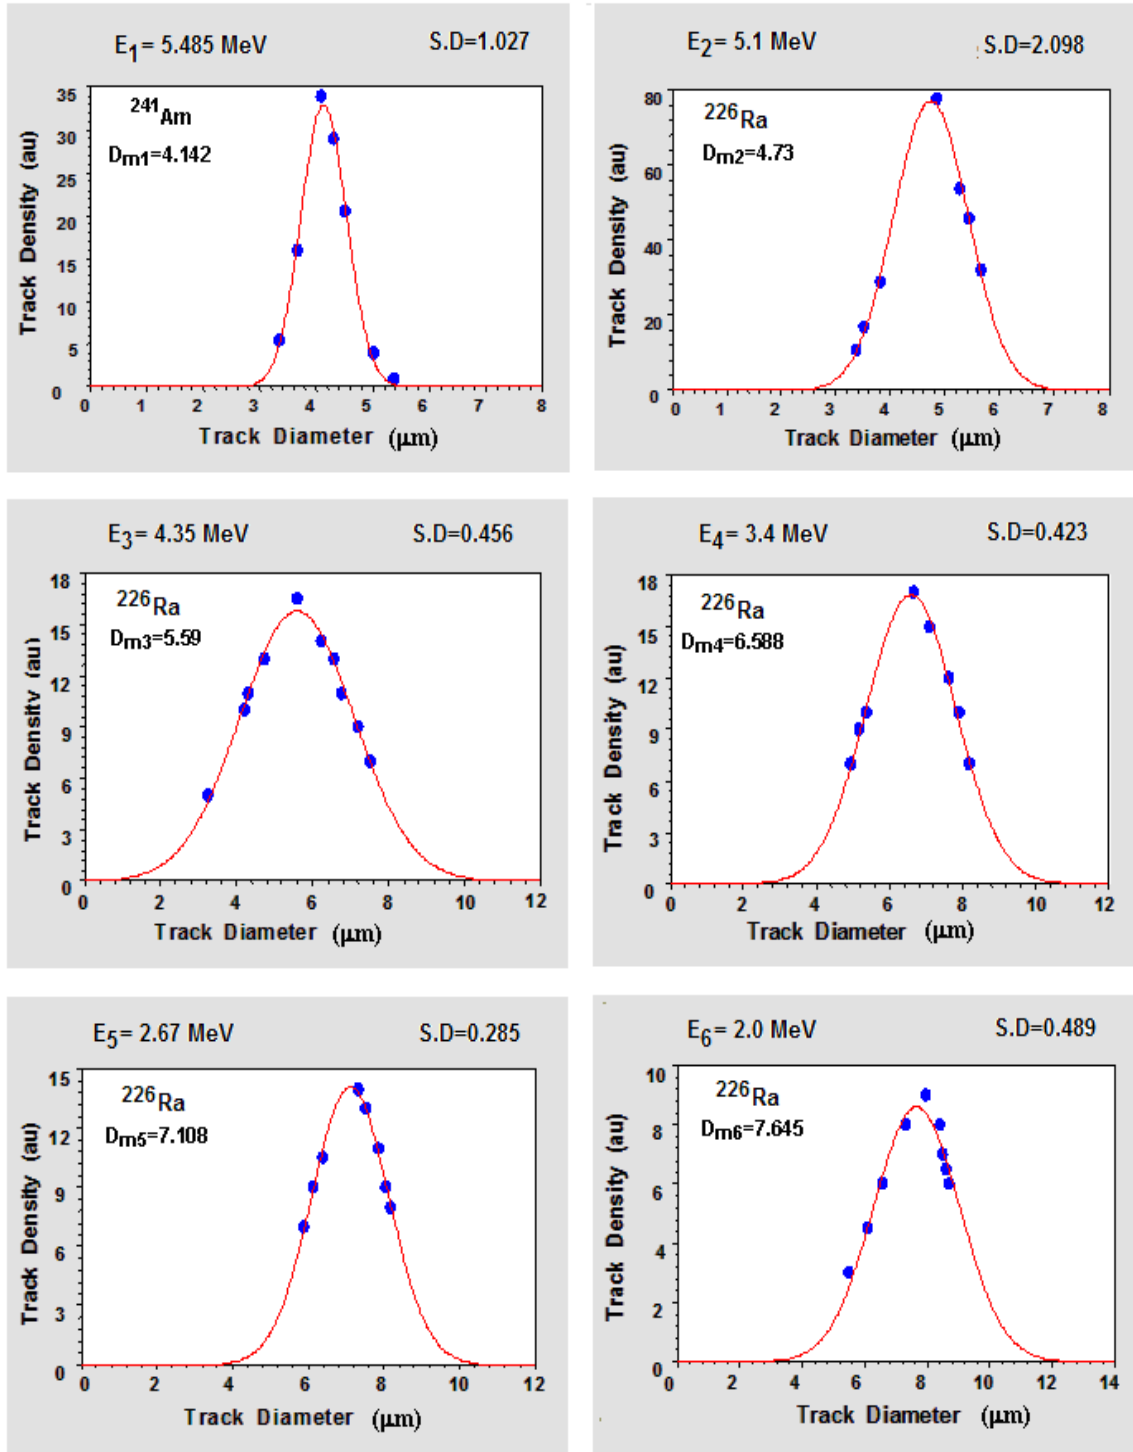 E1= 5.485 MeV S.D=1.027
241Am
Dm1=4.142
Track Density (au)
35
30
25
20
15
10
5
0
0 1 2 3 4 5 6 7 8
Track Diameter (µm)
E2= 5.1 MeV S.D=2.098
226Ra
Dm2=4.73
Track Density (au)
80
60
40
20
0
0 1 2 3 4 5 6 7 8
Track Diameter (µm)
E3= 4.35 MeV S.D=0.456
226Ra
Dm3=5.59
Track Density (au)
18
15
12
9
6
3
0
0 2 4 6 8 10 12
Track Diameter (µm)
E4= 3.4 MeV S.D=0.423
226Ra
Dm4=6.588
Track Density (au)
18
15
12
9
6
3
0
0 2 4 6 8 10 12
Track Diameter (µm)
E5= 2.67 MeV S.D=0.285
226Ra
Dm5=7.108
Track Density (au)
15
12
9
6
3
0
0 2 4 6 8 10 12
Track Diameter (µm)
E6= 2.0 MeV S.D=0.489
226Ra
Dm6=7.645
Track Density (au)
10
8
6
4
2
0
0 2 4 6 8 10 12 14
Track Diameter (µm)